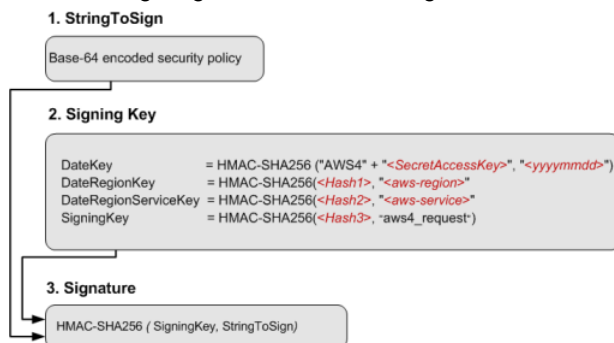 1. StringToSign
Base-64 encoded security policy
2. Signing Key
DateKey = HMAC-SHA256 ("AWS4" + "<SecretAccessKey>", "<yyyymmdd>")
DateRegionKey = HMAC-SHA256(<Hash1>, "<aws-region>"
DateRegionServiceKey = HMAC-SHA256(<Hash2>, "<aws-service>"
SigningKey = HMAC-SHA256(<Hash3>, "aws4_request")
3. Signature
HMAC-SHA256 ( SigningKey, StringToSign)